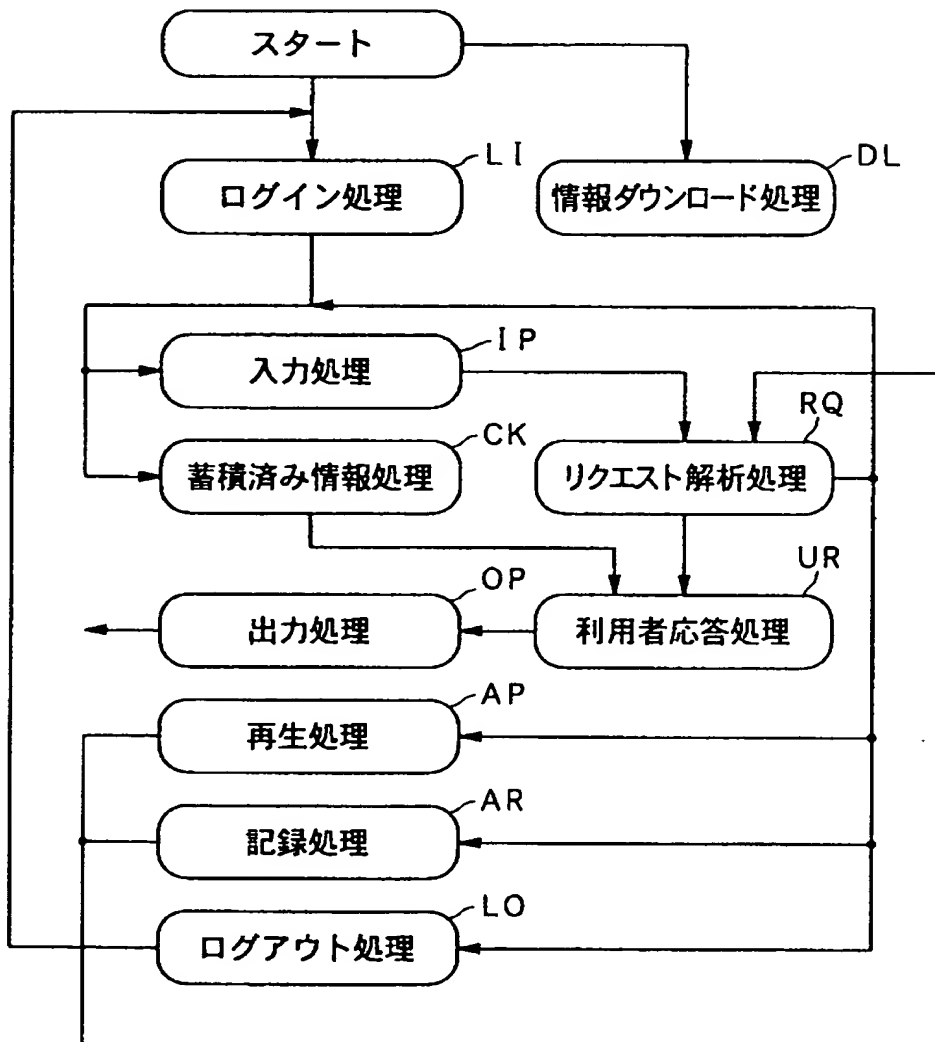 スタート
LI
ログイン処理
DL
情報ダウンロード処理
IP
入力処理
RQ
リクエスト解析処理
CK
蓄積済み情報処理
UR
利用者応答処理
OP
出力処理
AP
再生処理
AR
記録処理
LO
ログアウト処理